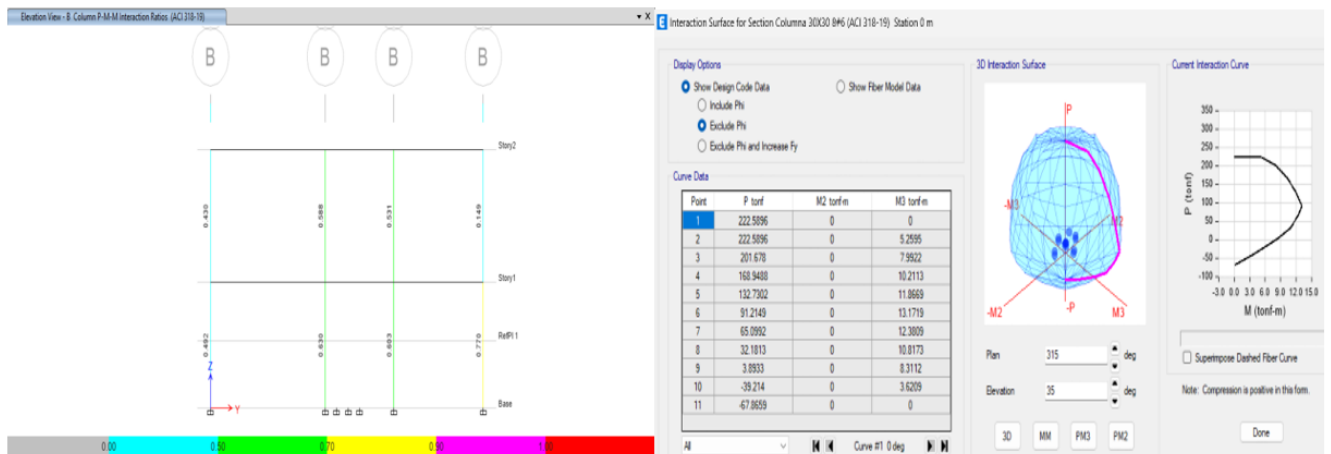 Elevation View - B Column P-M-M Interaction Ratios (ACI 318-19)
B B B B
Story2
0.430 0.588 0.531 0.149
Story1
0.482 0.630 0.603 0.770
RefPl 1
Z
Y
Base
0.00 0.50 0.70 0.90 1.00
E Interaction Surface for Section Columna 30X30 8#6 (ACI 318-19) Station 0 m
Display Options
Show Design Code Data
Show Fiber Model Data
Include Phi
Exclude Phi
Exclude Phi and Increase Fy
Curve Data
Point P tonf M2 tonf-m M3 tonf-m
1 222.5896 0 0
2 222.5896 0 5.2595
3 201.678 0 7.9922
4 168.9488 0 10.2113
5 132.7302 0 11.8669
6 91.2149 0 13.1719
7 65.0992 0 12.3809
8 32.1813 0 10.8173
9 3.8933 0 8.3112
10 -39.214 0 3.6209
11 -67.8659 0 0
All
Curve #1 0 deg
3D Interaction Surface
P
-M3
M2
-M2
-P
M3
Plan 315 deg
Elevation 35 deg
3D MM PM3 PM2
Current Interaction Curve
P (tonf)
350
300
250
200
150
100
50
0
-50
-100
-3.0 0.0 3.0 6.0 9.0 12.0 15.0
M (tonf-m)
Superimpose Dashed Fiber Curve
Note: Compression is positive in this form.
Done